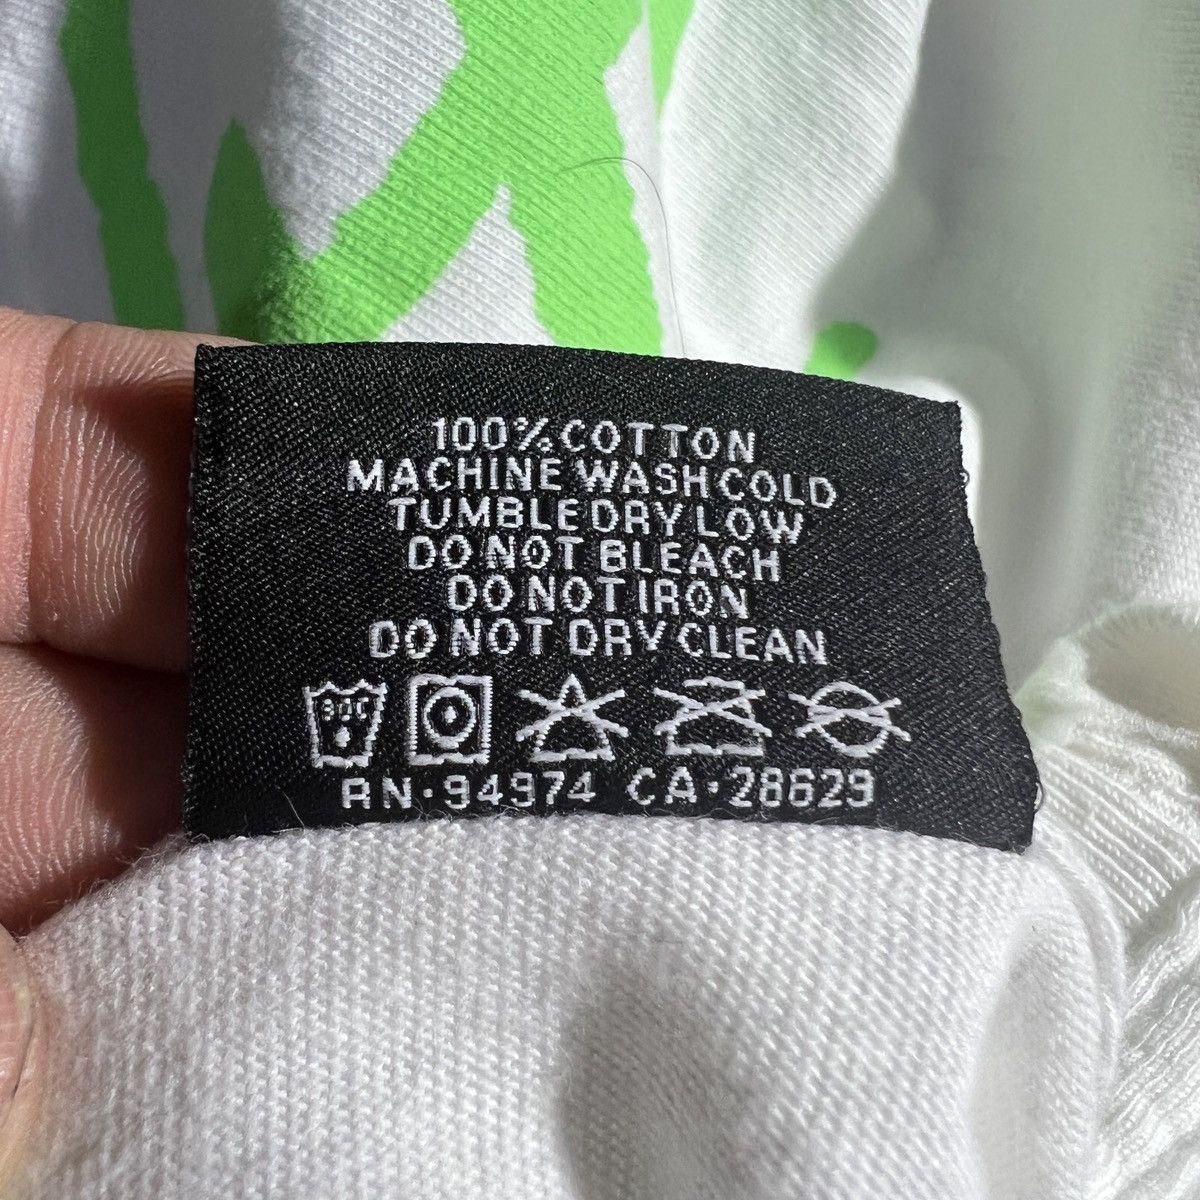 100% COTTON
MACHINE WASH COLD
TUMBLE DRY LOW
DO NOT BLEACH
DO NOT IRON
DO NOT DRY CLEAN
30C
RN·94974 CA·28629